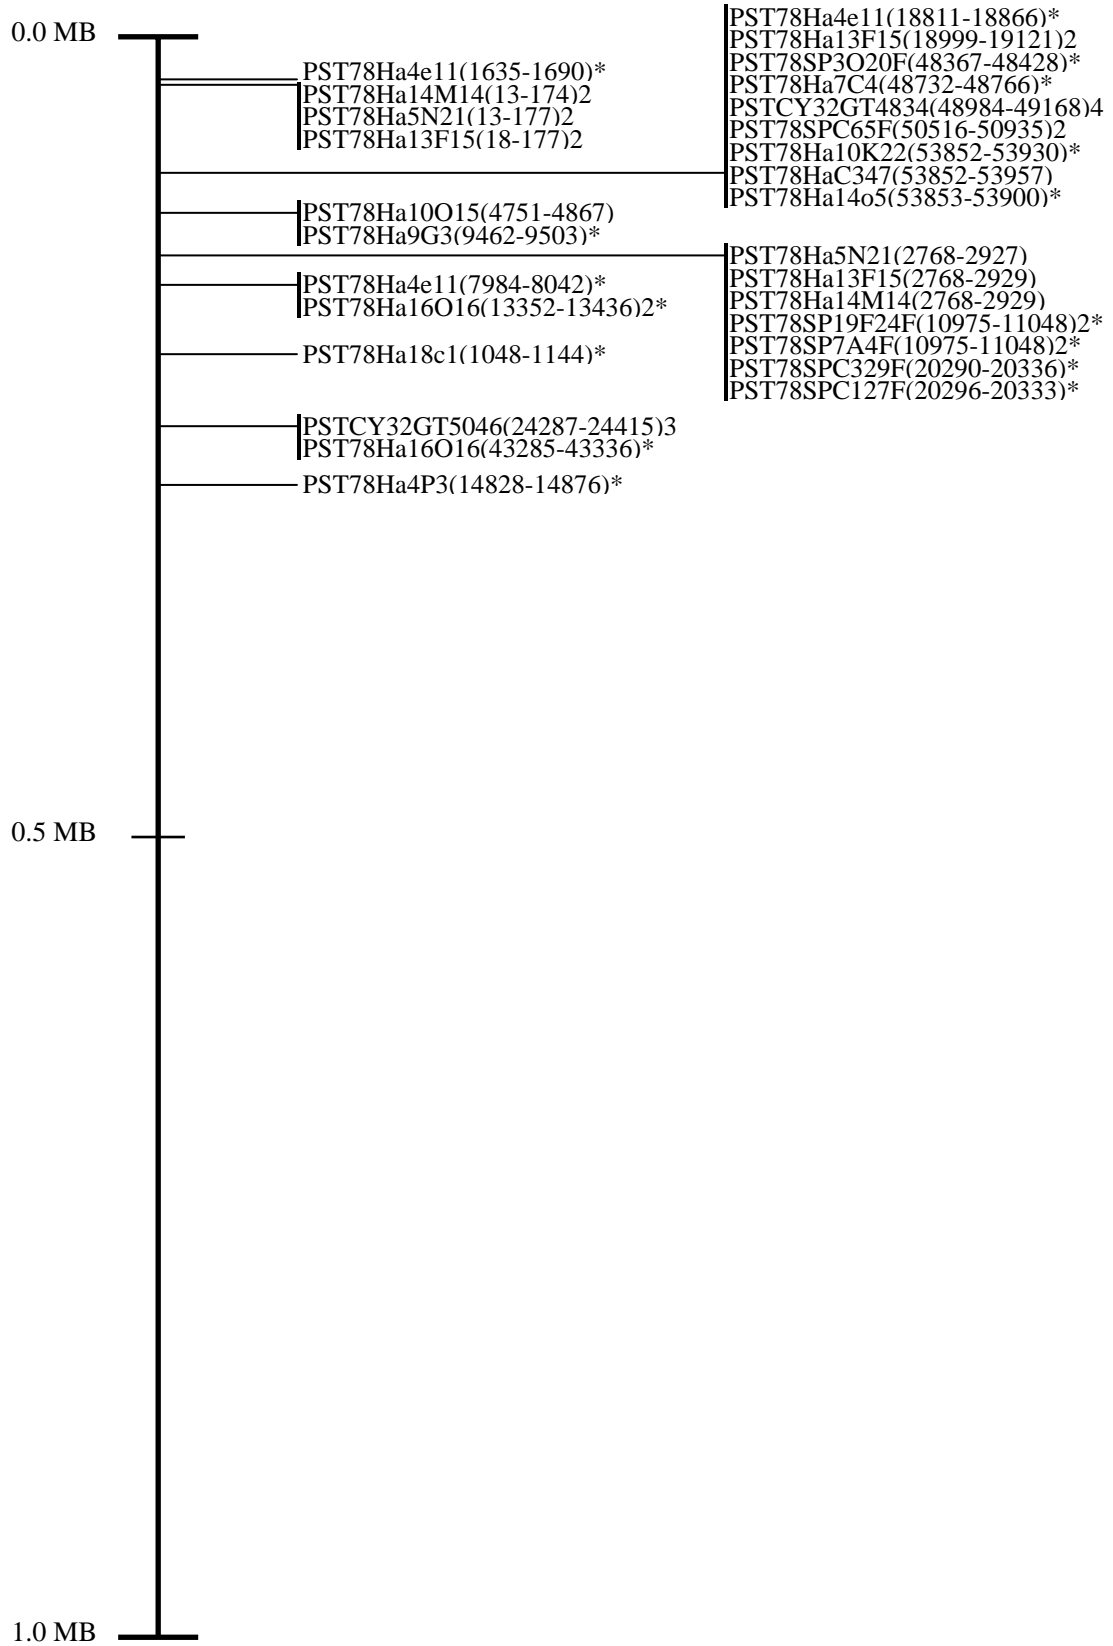 0.0 MB
PST78Ha4e11(1635-1690)*
PST78Ha14M14(13-174)2
PST78Ha5N21(13-177)2
PST78Ha13F15(18-177)2
PST78Ha10O15(4751-4867)
PST78Ha9G3(9462-9503)*
PST78Ha4e11(7984-8042)*
PST78Ha16O16(13352-13436)2*
PST78Ha18c1(1048-1144)*
PSTCY32GT5046(24287-24415)3
PST78Ha16O16(43285-43336)*
PST78Ha4P3(14828-14876)*
PST78Ha4e11(18811-18866)*
PST78Ha13F15(18999-19121)2
PST78SP3O20F(48367-48428)*
PST78Ha7C4(48732-48766)*
PSTCY32GT4834(48984-49168)4
PST78SPC65F(50516-50935)2
PST78Ha10K22(53852-53930)*
PST78HaC347(53852-53957)
PST78Ha14o5(53853-53900)*
PST78Ha5N21(2768-2927)
PST78Ha13F15(2768-2929)
PST78Ha14M14(2768-2929)
PST78SP19F24F(10975-11048)2*
PST78SP7A4F(10975-11048)2*
PST78SPC329F(20290-20336)*
PST78SPC127F(20296-20333)*
0.5 MB
1.0 MB